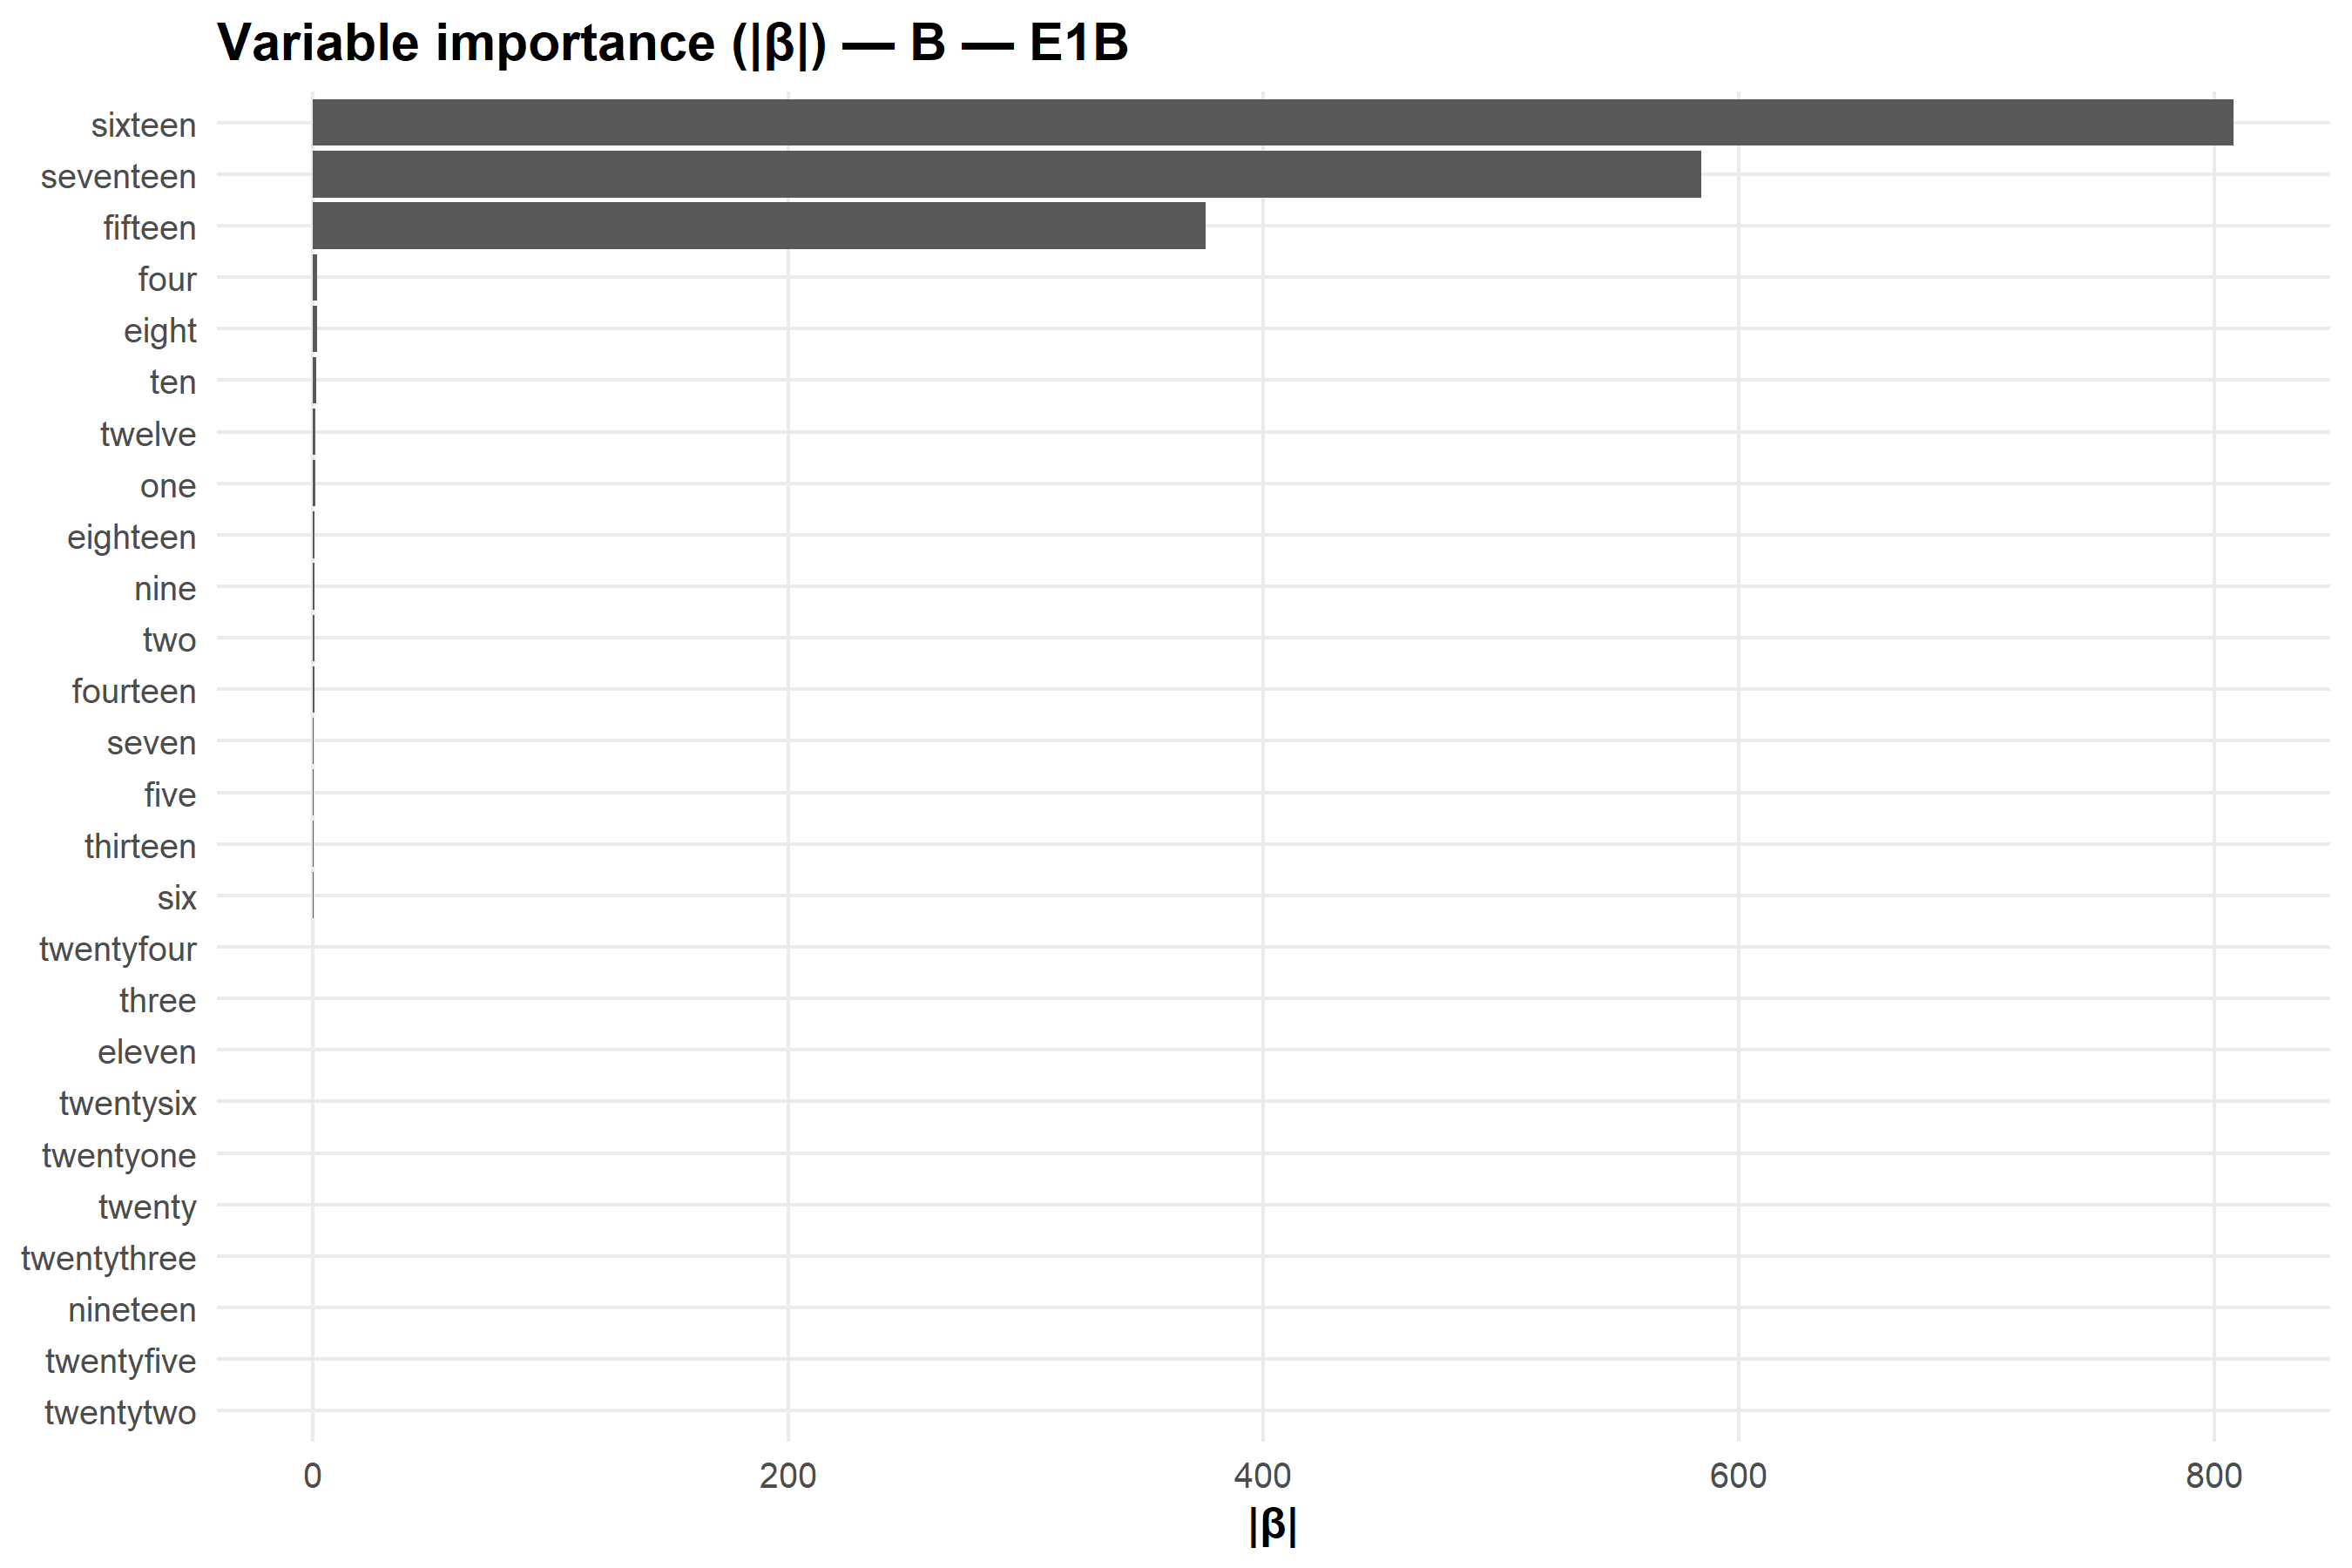 Variable importance (|β|) — B — E1B
sixteen
seventeen
fifteen
four
eight
ten
twelve
one
eighteen
nine
two
fourteen
seven
five
thirteen
six
twentyfour
three
eleven
twentysix
twentyone
twenty
twentythree
nineteen
twentyfive
twentytwo
0 200 400 600 800
|β|